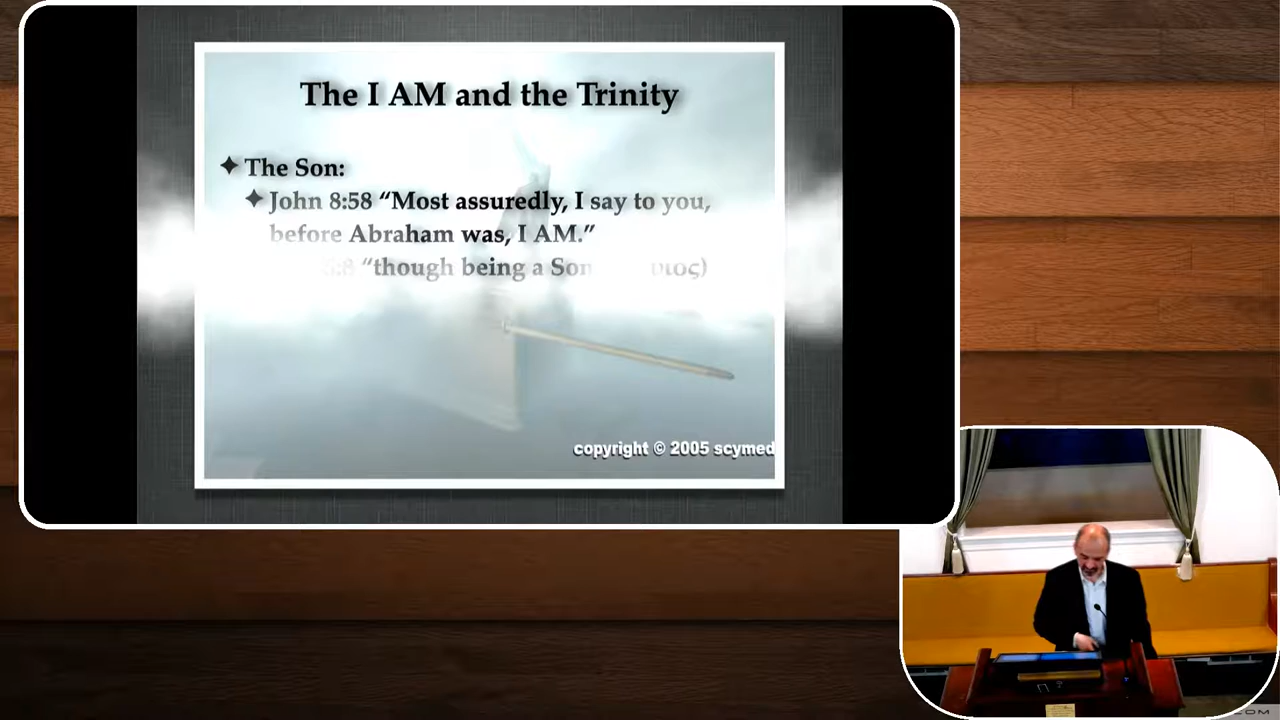 The I AM and the Trinity
✦ The Son:
✦ John 8:58 “Most assuredly, I say to you,
before Abraham was, I AM.”
“though being a Son
copyright © 2005 scymed